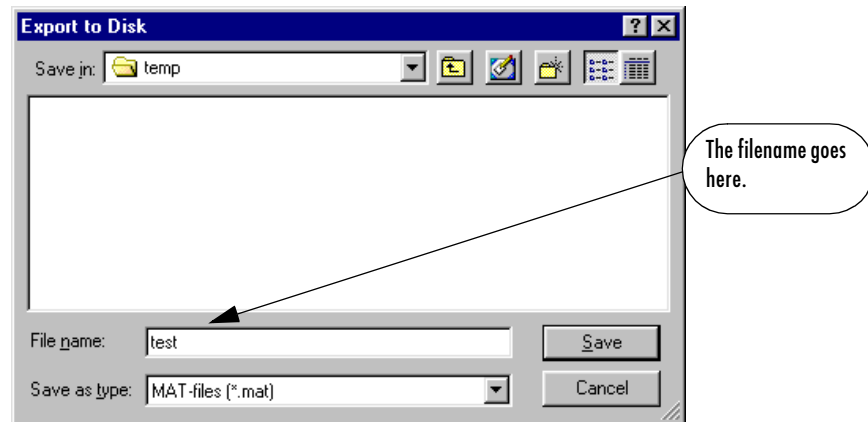 Export to Disk
Save in: temp
The filename goes
here.
File name: test Save
Save as type: MAT-files (*.mat) Cancel